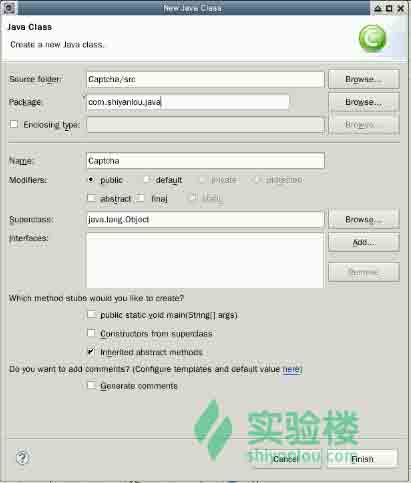 New Java Class
Java Class
Create a new Java class.
Source folder: Captcha/src Browse...
Package: com.shiyanlou.java Browse...
Enclosing type: Browse...
Name: Captcha
Modifiers: public default private protected
abstract final static
Superclass: java.lang.Object Browse...
Interfaces: Add...
Remove
Which method stubs would you like to create?
public static void main(String[] args)
Constructors from superclass
Inherited abstract methods
Do you want to add comments? (Configure templates and default value here)
Generate comments
实验楼
shiyanlou.com
Cancel Finish